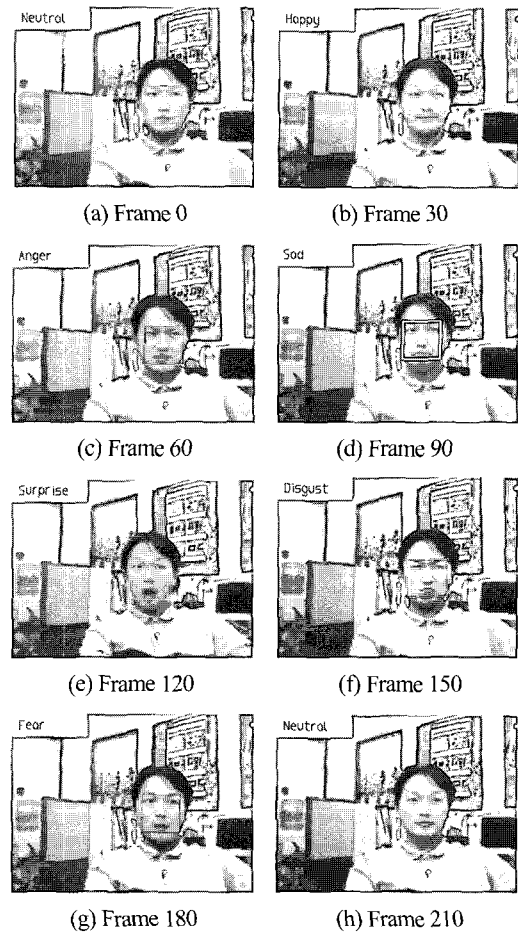 Neutral
Happy
(a) Frame 0
(b) Frame 30
Anger
Sad
(c) Frame 60
(d) Frame 90
Surprise
Disgust
(e) Frame 120
(f) Frame 150
Fear
Neutral
(g) Frame 180
(h) Frame 210